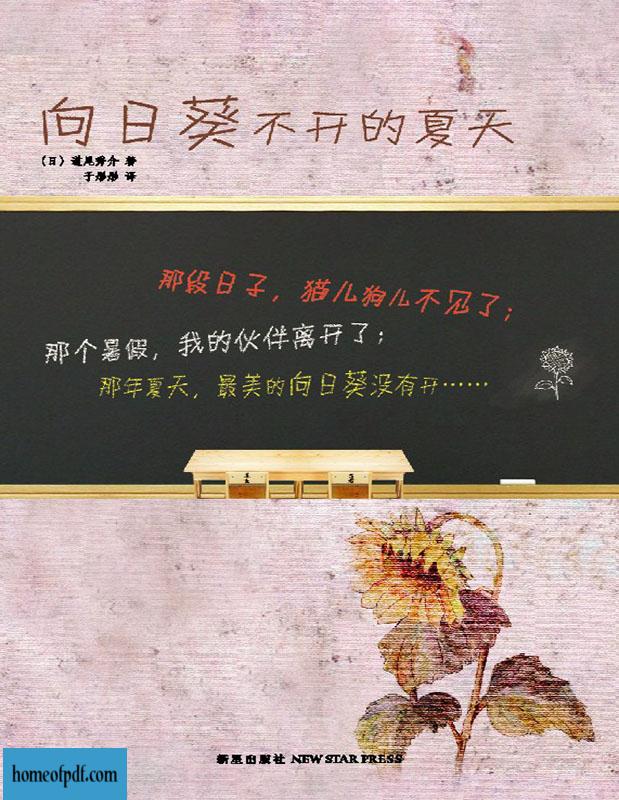 向日葵不开的夏天
（日）道尾秀介 著
于彤彤 译
那段日子，猫儿狗儿不见了；
那个暑假，我的伙伴离开了；
那年夏天，最美的向日葵没有开……
新星出版社 NEW STAR PRESS
homeofpdf.com